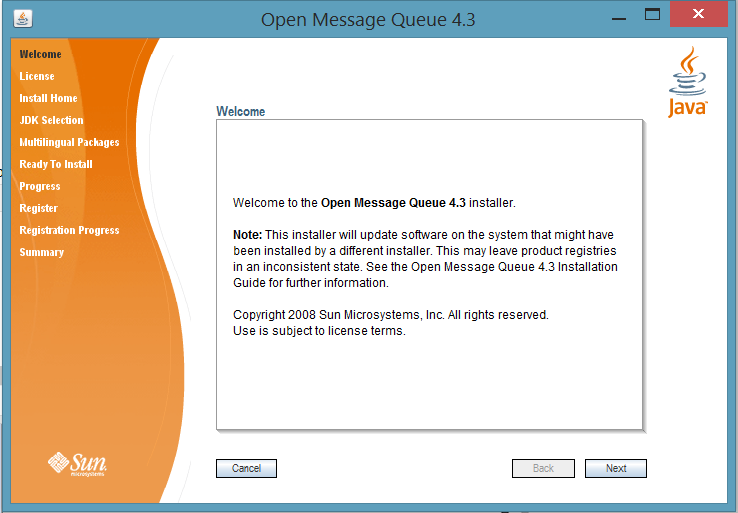 Open Message Queue 4.3
Welcome
License
Install Home
JDK Selection
Multilingual Packages
Ready To Install
Progress
Register
Registration Progress
Summary
Sun
microsystems
Java
Welcome
Welcome to the Open Message Queue 4.3 installer.
Note: This installer will update software on the system that might have
been installed by a different installer. This may leave product registries
in an inconsistent state. See the Open Message Queue 4.3 Installation
Guide for further information.
Copyright 2008 Sun Microsystems, Inc. All rights reserved.
Use is subject to license terms.
Cancel
Back
Next